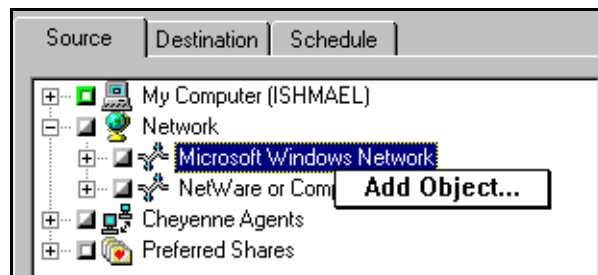 Source Destination Schedule
My Computer (ISHMAEL)
Network
Microsoft Windows Network
NetWare or Comp
Add Object...
Cheyenne Agents
Preferred Shares